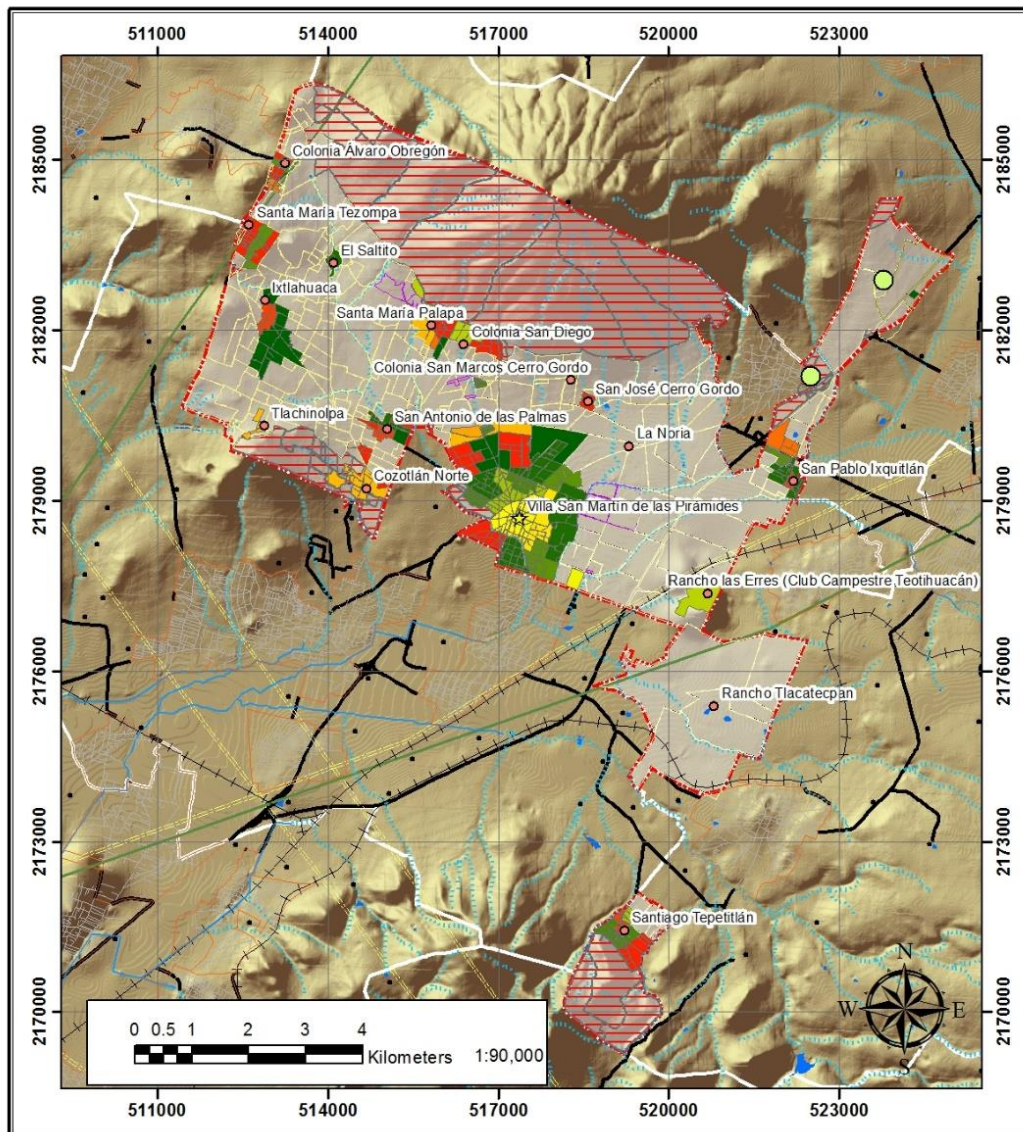 511000 514000 517000 520000 523000
2185000 2185000
Colonia Álvaro Obregón
Santa María Tezompa
El Saltito
Ixtlahuaca
2182000 2182000
Santa María Palapa
Colonia San Diego
Colonia San Marcos Cerro Gordo
San José Cerro Gordo
Tlachinolpa
San Antonio de las Palmas
La Noria
San Pablo Ixquitlán
Cozotlán Norte
2179000 2179000
Villa San Martín de las Pirámides
Rancho las Erres (Club Campestre Teotihuacán)
2176000 2176000
Rancho Tlacatecpan
2173000 2173000
Santiago Tepetitlán
N
W E
S
2170000 2170000
0 0.5 1 2 3 4
Kilometers 1:90,000
511000 514000 517000 520000 523000